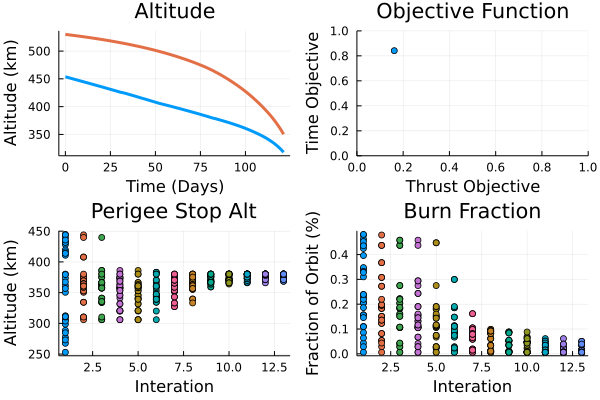 Altitude
Altitude (km)
500
450
400
350
0 25 50 75 100
Time (Days)
Objective Function
Time Objective
1.0
0.8
0.6
0.4
0.2
0.0
0.0 0.2 0.4 0.6 0.8 1.0
Thrust Objective
Perigee Stop Alt
Altitude (km)
450
400
350
300
250
2.5 5.0 7.5 10.0 12.5
Interation
Burn Fraction
Fraction of Orbit (%)
0.4
0.3
0.2
0.1
0.0
2.5 5.0 7.5 10.0 12.5
Interation